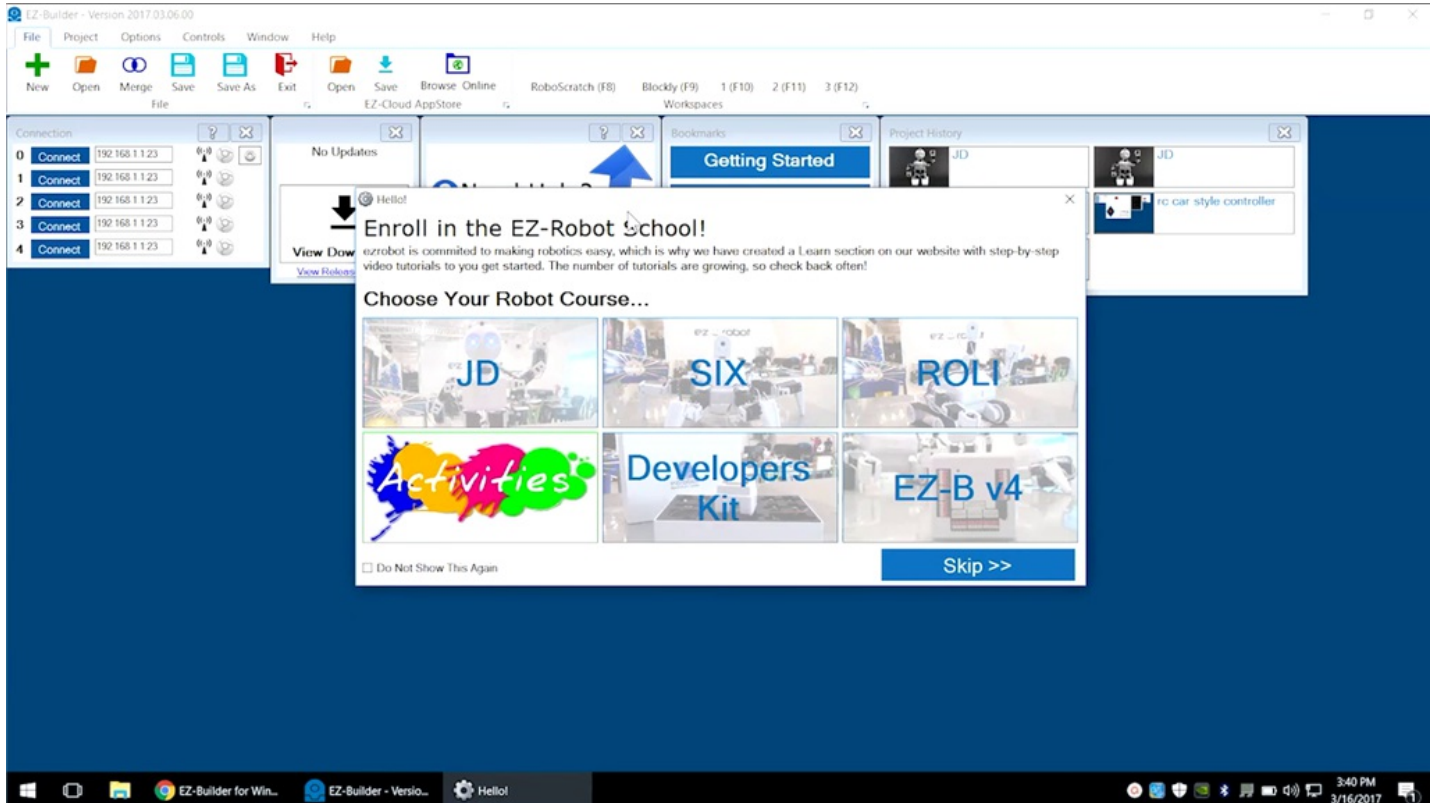 EZ-Builder - Version 2017.03.06.00
File Project Options Controls Window Help
New Open Merge Save Save As Exit Open Save Browse Online RoboScratch (F8) Blockly (F9) 1 (F10) 2 (F11) 3 (F12)
File EZ-Cloud AppStore Workspaces
Connection
0 Connect 192.168.1.1:23
1 Connect 192.168.1.1:23
2 Connect 192.168.1.1:23
3 Connect 192.168.1.1:23
4 Connect 192.168.1.1:23
No Updates
View Dow
Bookmarks
Getting Started
Project History
JD
JD
rc car style controller
Hello!
Enroll in the EZ-Robot School!
ezrobot is commited to making robotics easy, which is why we have created a Learn section on our website with step-by-step
video tutorials to you get started. The number of tutorials are growing, so check back often!
Choose Your Robot Course...
JD
SIX
ROLI
Activities
Developers
Kit
EZ-B v4
Do Not Show This Again
Skip >>
EZ-Builder for Win... EZ-Builder - Versio... Hello!
3:40 PM
3/16/2017